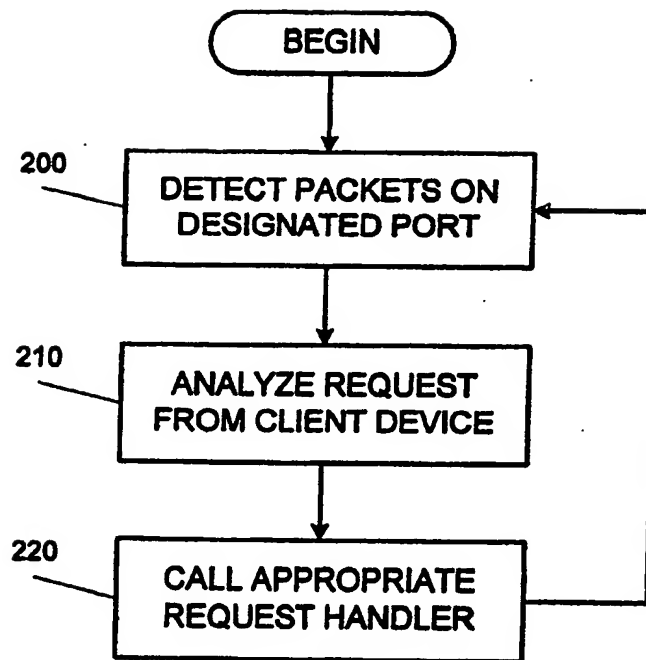 BEGIN
200
DETECT PACKETS ON
DESIGNATED PORT
210
ANALYZE REQUEST
FROM CLIENT DEVICE
220
CALL APPROPRIATE
REQUEST HANDLER